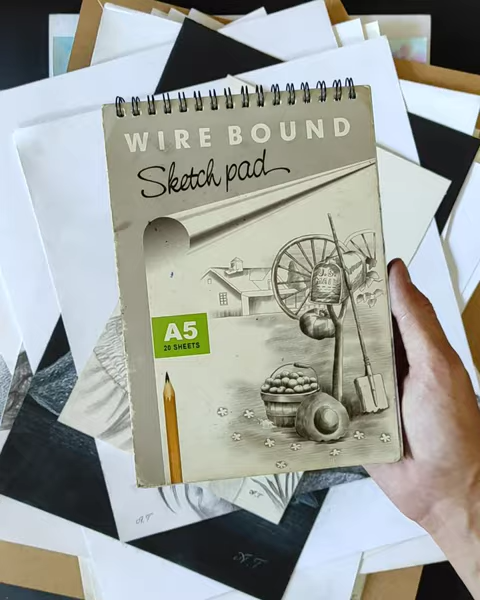 WIRE BOUND
Sketch pad
A5
20 SHEETS
A.T
A.T